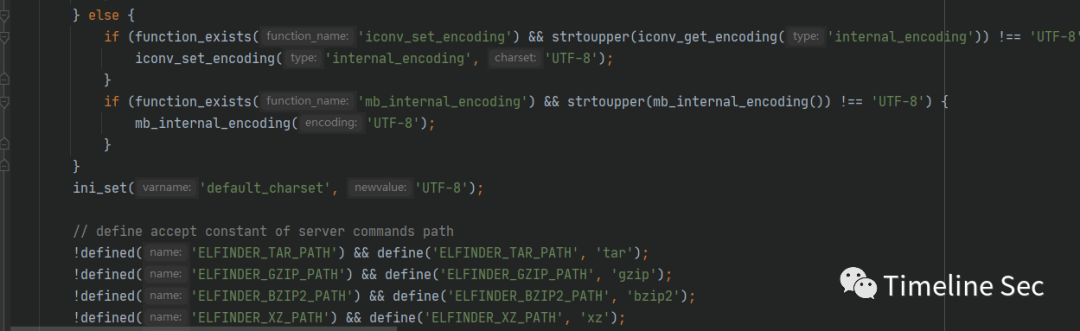 } else {
if (function_exists( function_name: 'iconv_set_encoding') && strtoupper(iconv_get_encoding( type: 'internal_encoding')) !== 'UTF-8'
iconv_set_encoding( type: 'internal_encoding', charset: 'UTF-8');
}
if (function_exists( function_name: 'mb_internal_encoding') && strtoupper(mb_internal_encoding()) !== 'UTF-8') {
mb_internal_encoding( encoding: 'UTF-8');
}
}
ini_set( varname: 'default_charset', newvalue: 'UTF-8');
// define accept constant of server commands path
!defined( name: 'ELFINDER_TAR_PATH') && define('ELFINDER_TAR_PATH', 'tar');
!defined( name: 'ELFINDER_GZIP_PATH') && define('ELFINDER_GZIP_PATH', 'gzip');
!defined( name: 'ELFINDER_BZIP2_PATH') && define('ELFINDER_BZIP2_PATH', 'bzip2');
!defined( name: 'ELFINDER_XZ_PATH') && define('ELFINDER_XZ_PATH', 'xz');
Timeline Sec